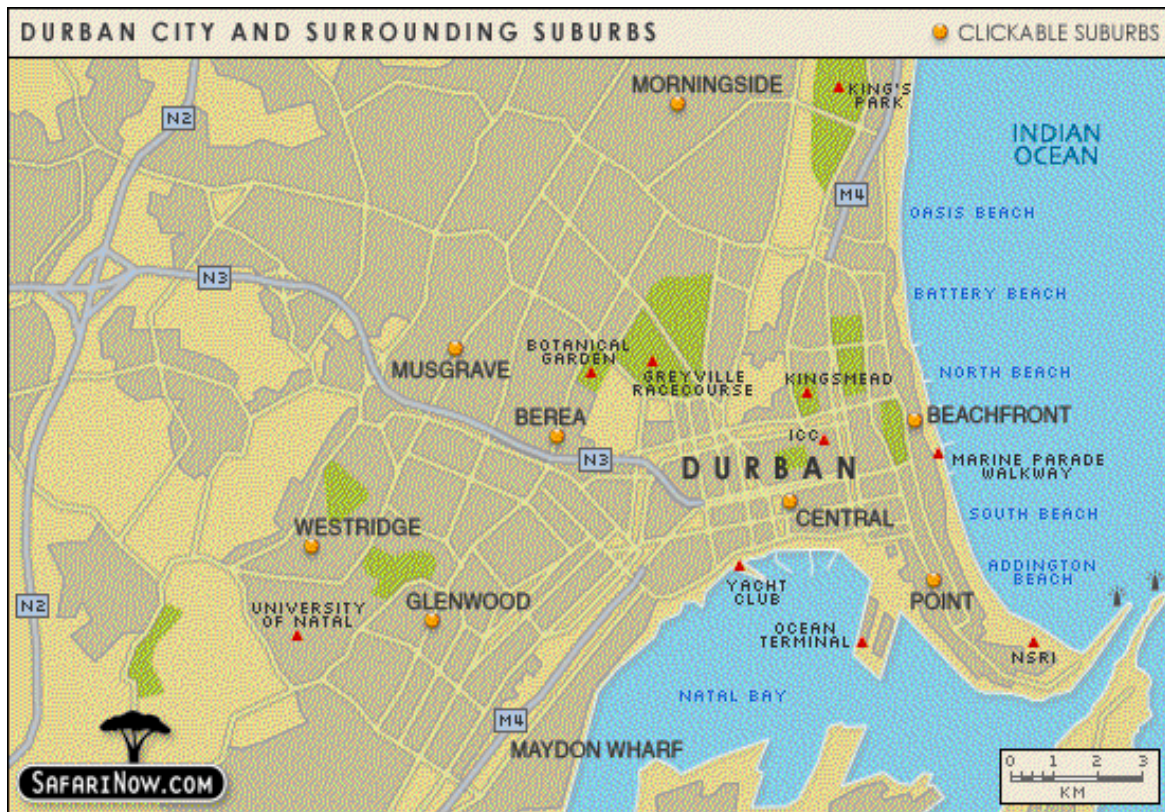 DURBAN CITY AND SURROUNDING SUBURBS
CLICKABLE SUBURBS
N2
MORNINGSIDE
KING'S
PARK
INDIAN
OCEAN
M4
OASIS BEACH
N3
BATTERY BEACH
MUSGRAVE
BOTANICAL
GARDEN
GREYVILLE
RACECOURSE
KINGSMEAD
NORTH BEACH
BEREA
BEACHFRONT
ICC
N3
DURBAN
MARINE PARADE
WALKWAY
WESTRIDGE
CENTRAL
SOUTH BEACH
ADDINGTON
BEACH
YACHT
CLUB
POINT
N2
UNIVERSITY
OF NATAL
GLENWOOD
OCEAN
TERMINAL
NSRI
NATAL BAY
M4
MAYDON WHARF
SAFARINOW.COM
0 1 2 3
KM